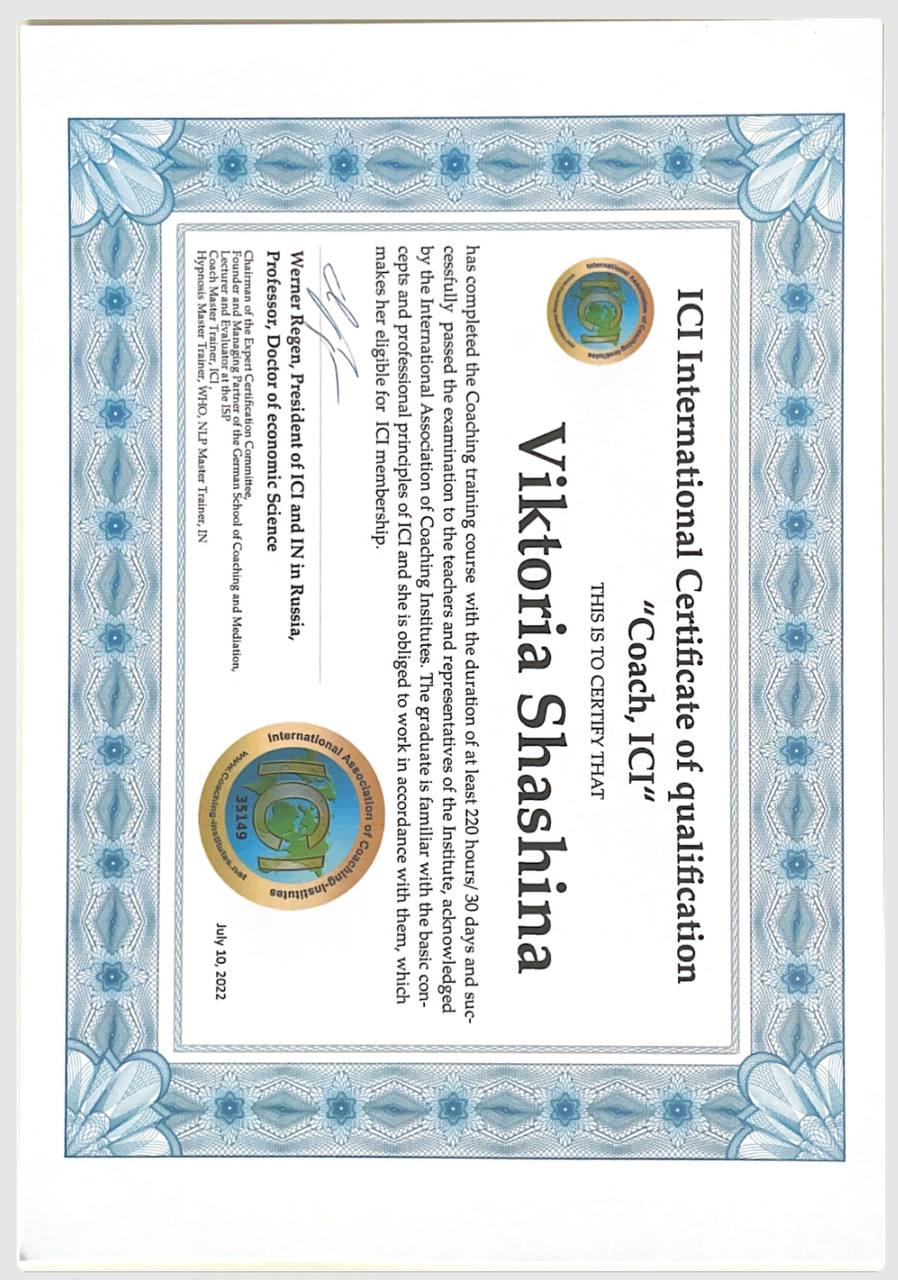 ICI International Certificate of qualification
“Coach, ICI“
International Association of Coaching-Institutes
ICI
www.coaching-institutes.net
THIS IS TO CERTIFY THAT
Viktoria Shashina
has completed the Coaching training course with the duration of at least 220 hours/ 30 days and suc-
cessfully passed the examination to the teachers and representatives of the Institute, acknowledged
by the International Association of Coaching Institutes. The graduate is familiar with the basic con-
cepts and professional principles of ICI and she is obliged to work in accordance with them, which
makes her eligible for ICI membership.
Werner Regen, President of ICI and IN in Russia,
Professor, Doctor of economic Science
Chairman of the Expert Certification Committee,
Founder and Managing Partner of the German School of Coaching and Mediation,
Lecturer and Evaluator at the ISP
Coach Master Trainer, ICI ,
Hypnosis Master Trainer, WHO, NLP Master Trainer, IN
International Association of Coaching-Institutes
ICI
35149
www.Coaching-institutes.net
July 10, 2022